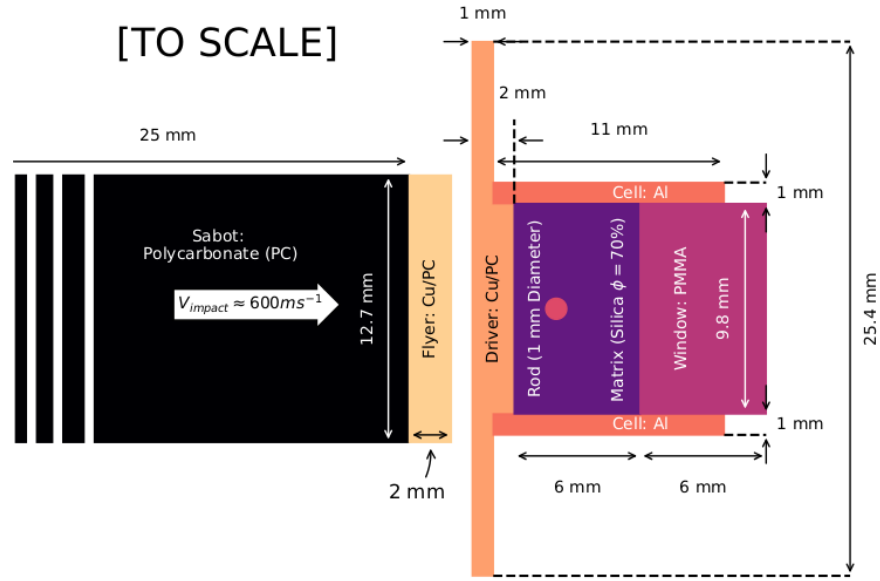 [TO SCALE]
1 mm
2 mm
25 mm
11 mm
Cell: Al
1 mm
Sabot:
Polycarbonate (PC)
V_impact ≈ 600ms⁻¹
12.7 mm
Flyer: Cu/PC
Driver: Cu/PC
Rod (1 mm Diameter)
Matrix (Silica ϕ = 70%)
Window: PMMA
9.8 mm
25.4 mm
Cell: Al
1 mm
2 mm
6 mm
6 mm